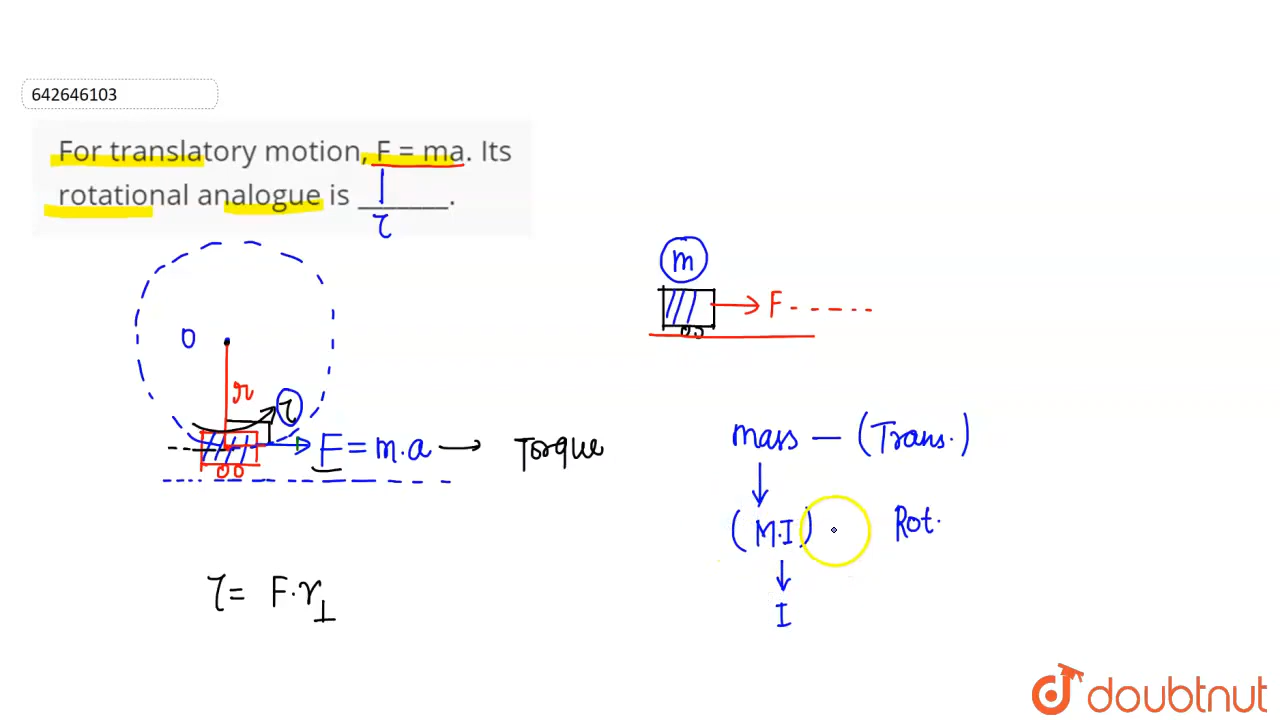 642646103
For translatory motion, F = ma. Its
rotational analogue is _______.
τ
m
F
O
r
τ
F = m.a → Torque
mass — (Trans.)
(M.I) Rot.
I
τ = F.r⊥
doubtnut